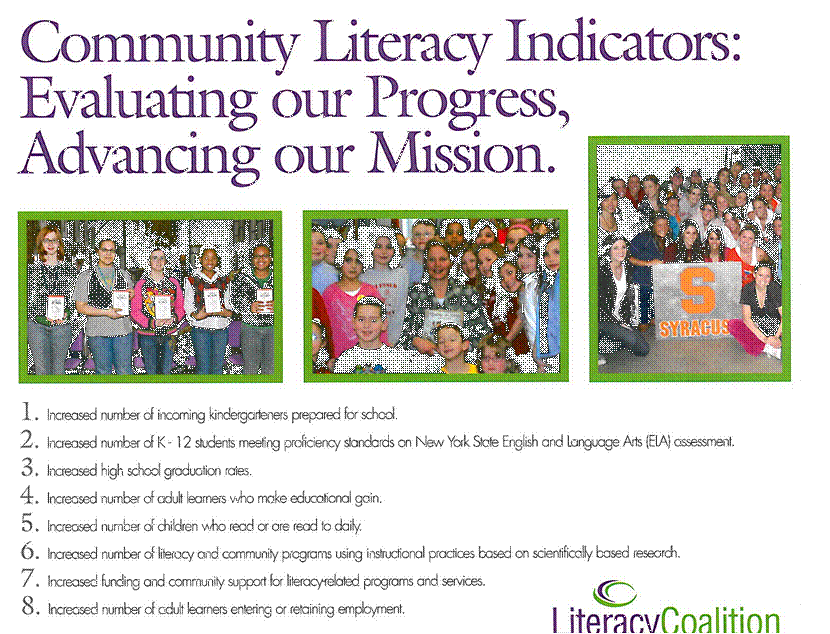 Community Literacy Indicators:
Evaluating our Progress,
Advancing our Mission.
S
SYRACUS
1. Increased number of incoming kindergarteners prepared for school.
2. Increased number of K - 12 students meeting proficiency standards on New York State English and Language Arts (ELA) assessment.
3. Increased high school graduation rates.
4. Increased number of adult learners who make educational gain.
5. Increased number of children who read or are read to daily.
6. Increased number of literacy and community programs using instructional practices based on scientifically based research.
7. Increased funding and community support for literacy-related programs and services.
8. Increased number of adult learners entering or retaining employment.
LiteracyCoalition